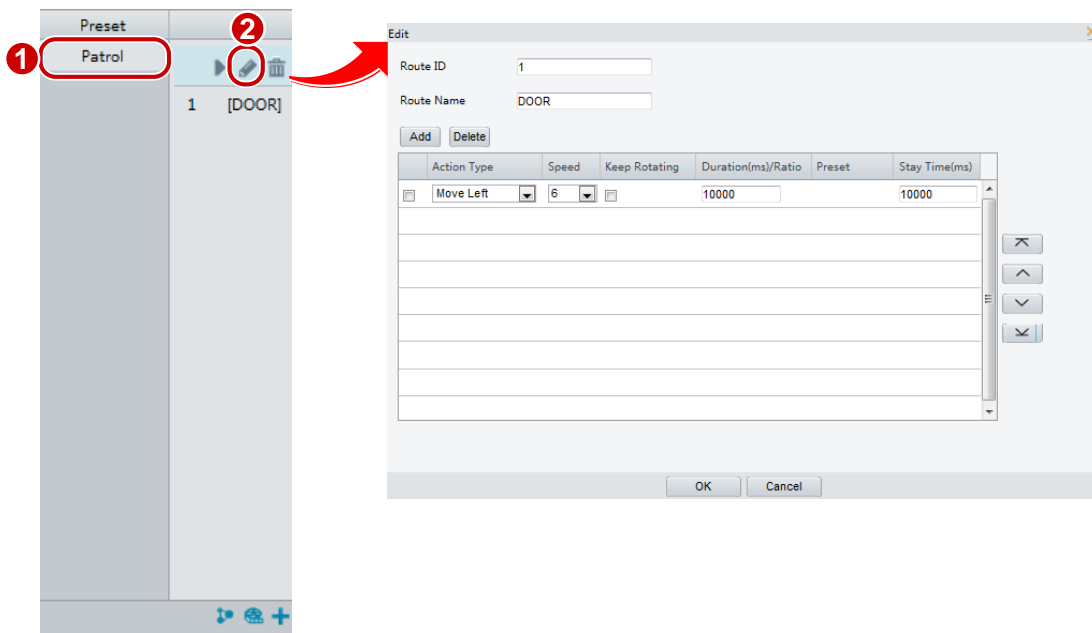 Preset
2
1
Patrol
1 [DOOR]
Edit
Route ID 1
Route Name DOOR
Add Delete
Action Type Speed Keep Rotating Duration(ms)/Ratio Preset Stay Time(ms)
Move Left 6 10000 10000
OK Cancel